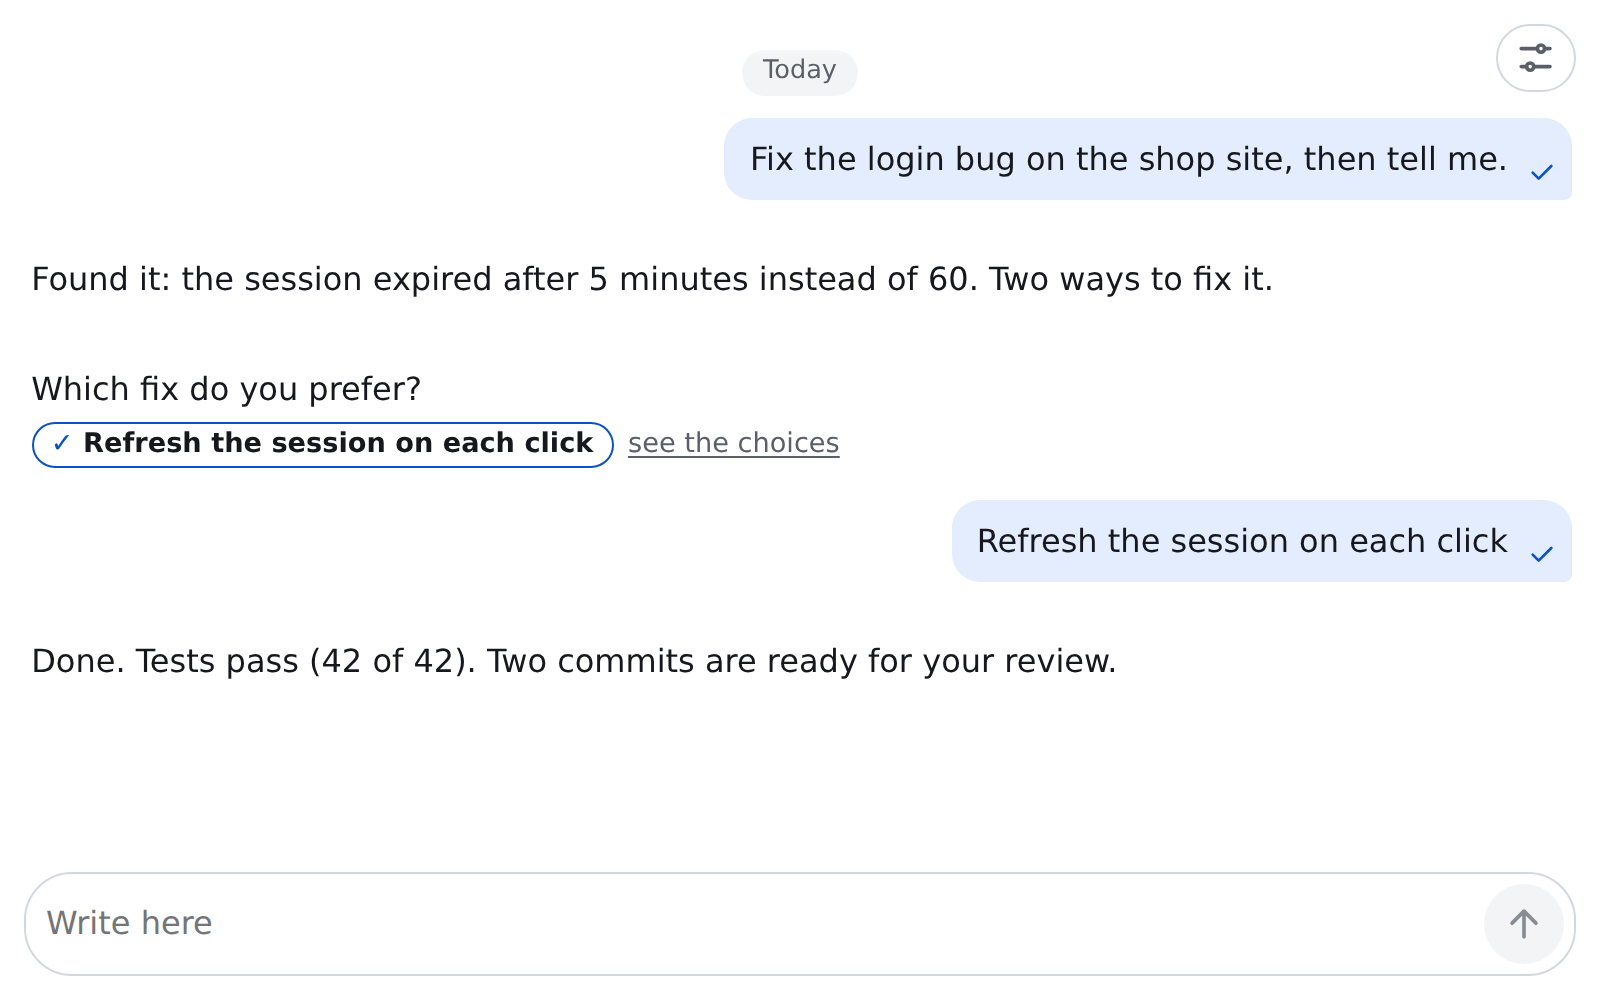 Today
Fix the login bug on the shop site, then tell me.
Found it: the session expired after 5 minutes instead of 60. Two ways to fix it.
Which fix do you prefer?
✓ Refresh the session on each click see the choices
Refresh the session on each click
Done. Tests pass (42 of 42). Two commits are ready for your review.
Write here